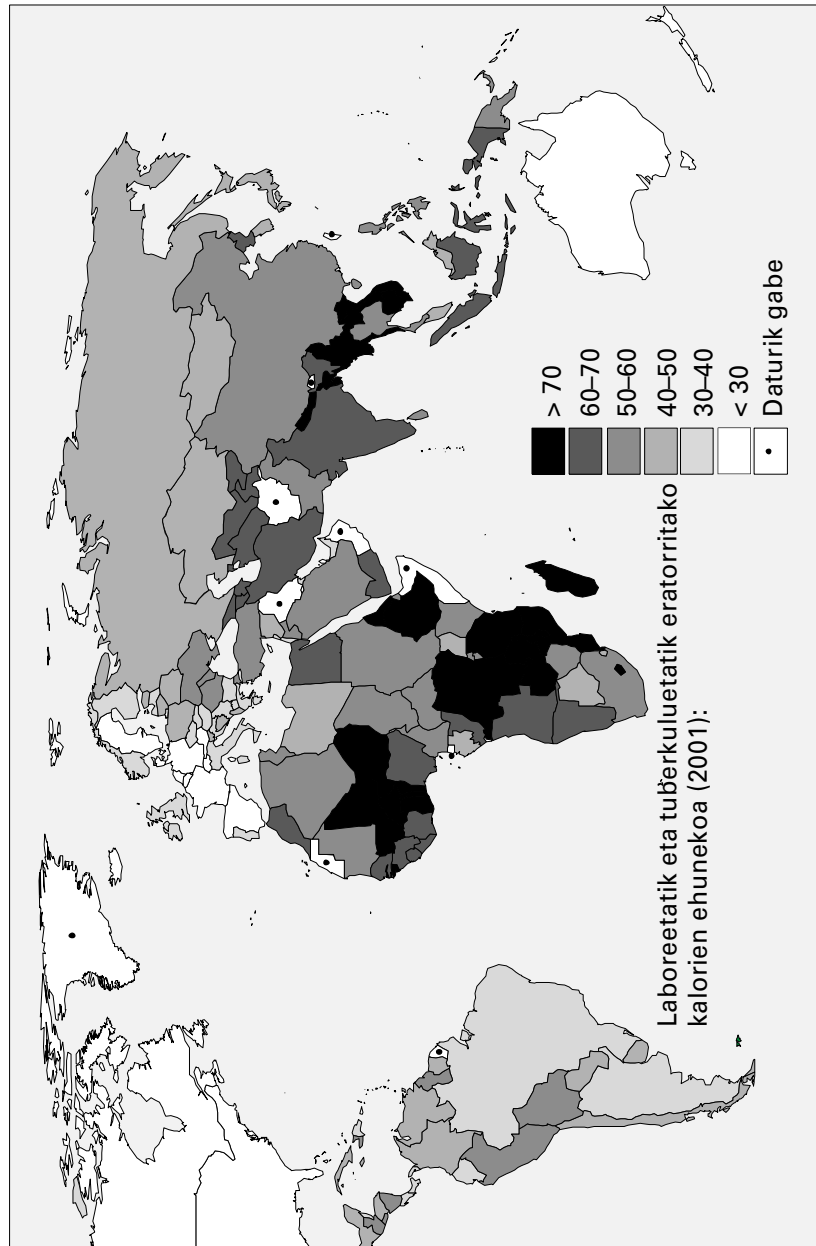 Laboreetatik eta tuberkuluetatik eratorritako
kalorien ehunekoa (2001):
> 70
60–70
50–60
40–50
30–40
< 30
Daturik gabe